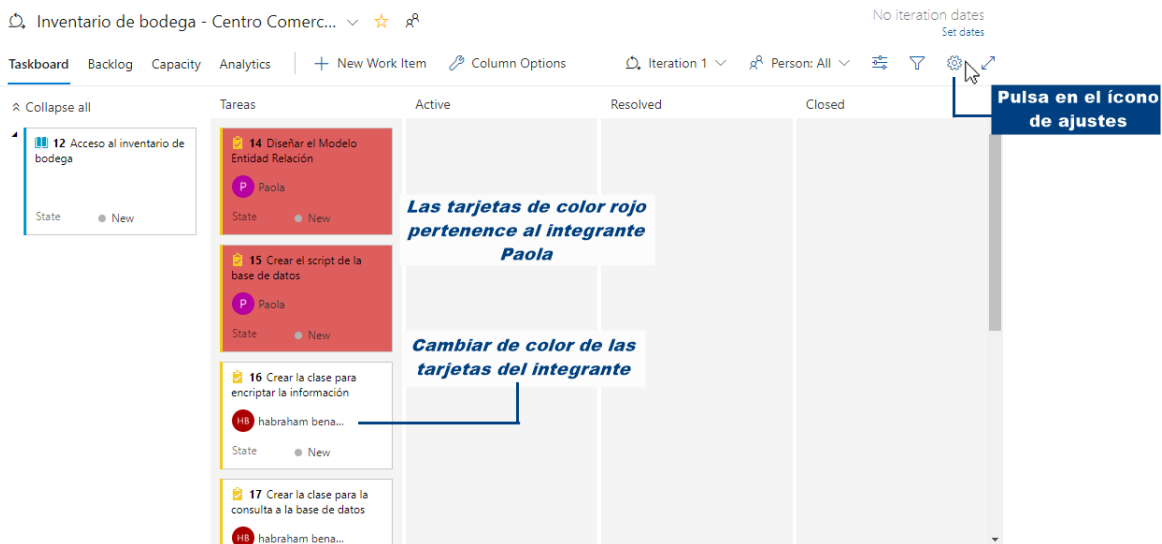 Inventario de bodega - Centro Comerc...
No iteration dates
Set dates
Taskboard Backlog Capacity Analytics New Work Item Column Options Iteration 1 Person: All
Pulsa en el ícono
de ajustes
Collapse all
Tareas Active Resolved Closed
12 Acceso al inventario de
bodega
State New
14 Diseñar el Modelo
Entidad Relación
P Paola
State New
Las tarjetas de color rojo
pertenence al integrante
Paola
15 Crear el script de la
base de datos
P Paola
State New
Cambiar de color de las
tarjetas del integrante
16 Crear la clase para
encriptar la información
HB habraham bena...
State New
17 Crear la clase para la
consulta a la base de datos
HB habraham bena...